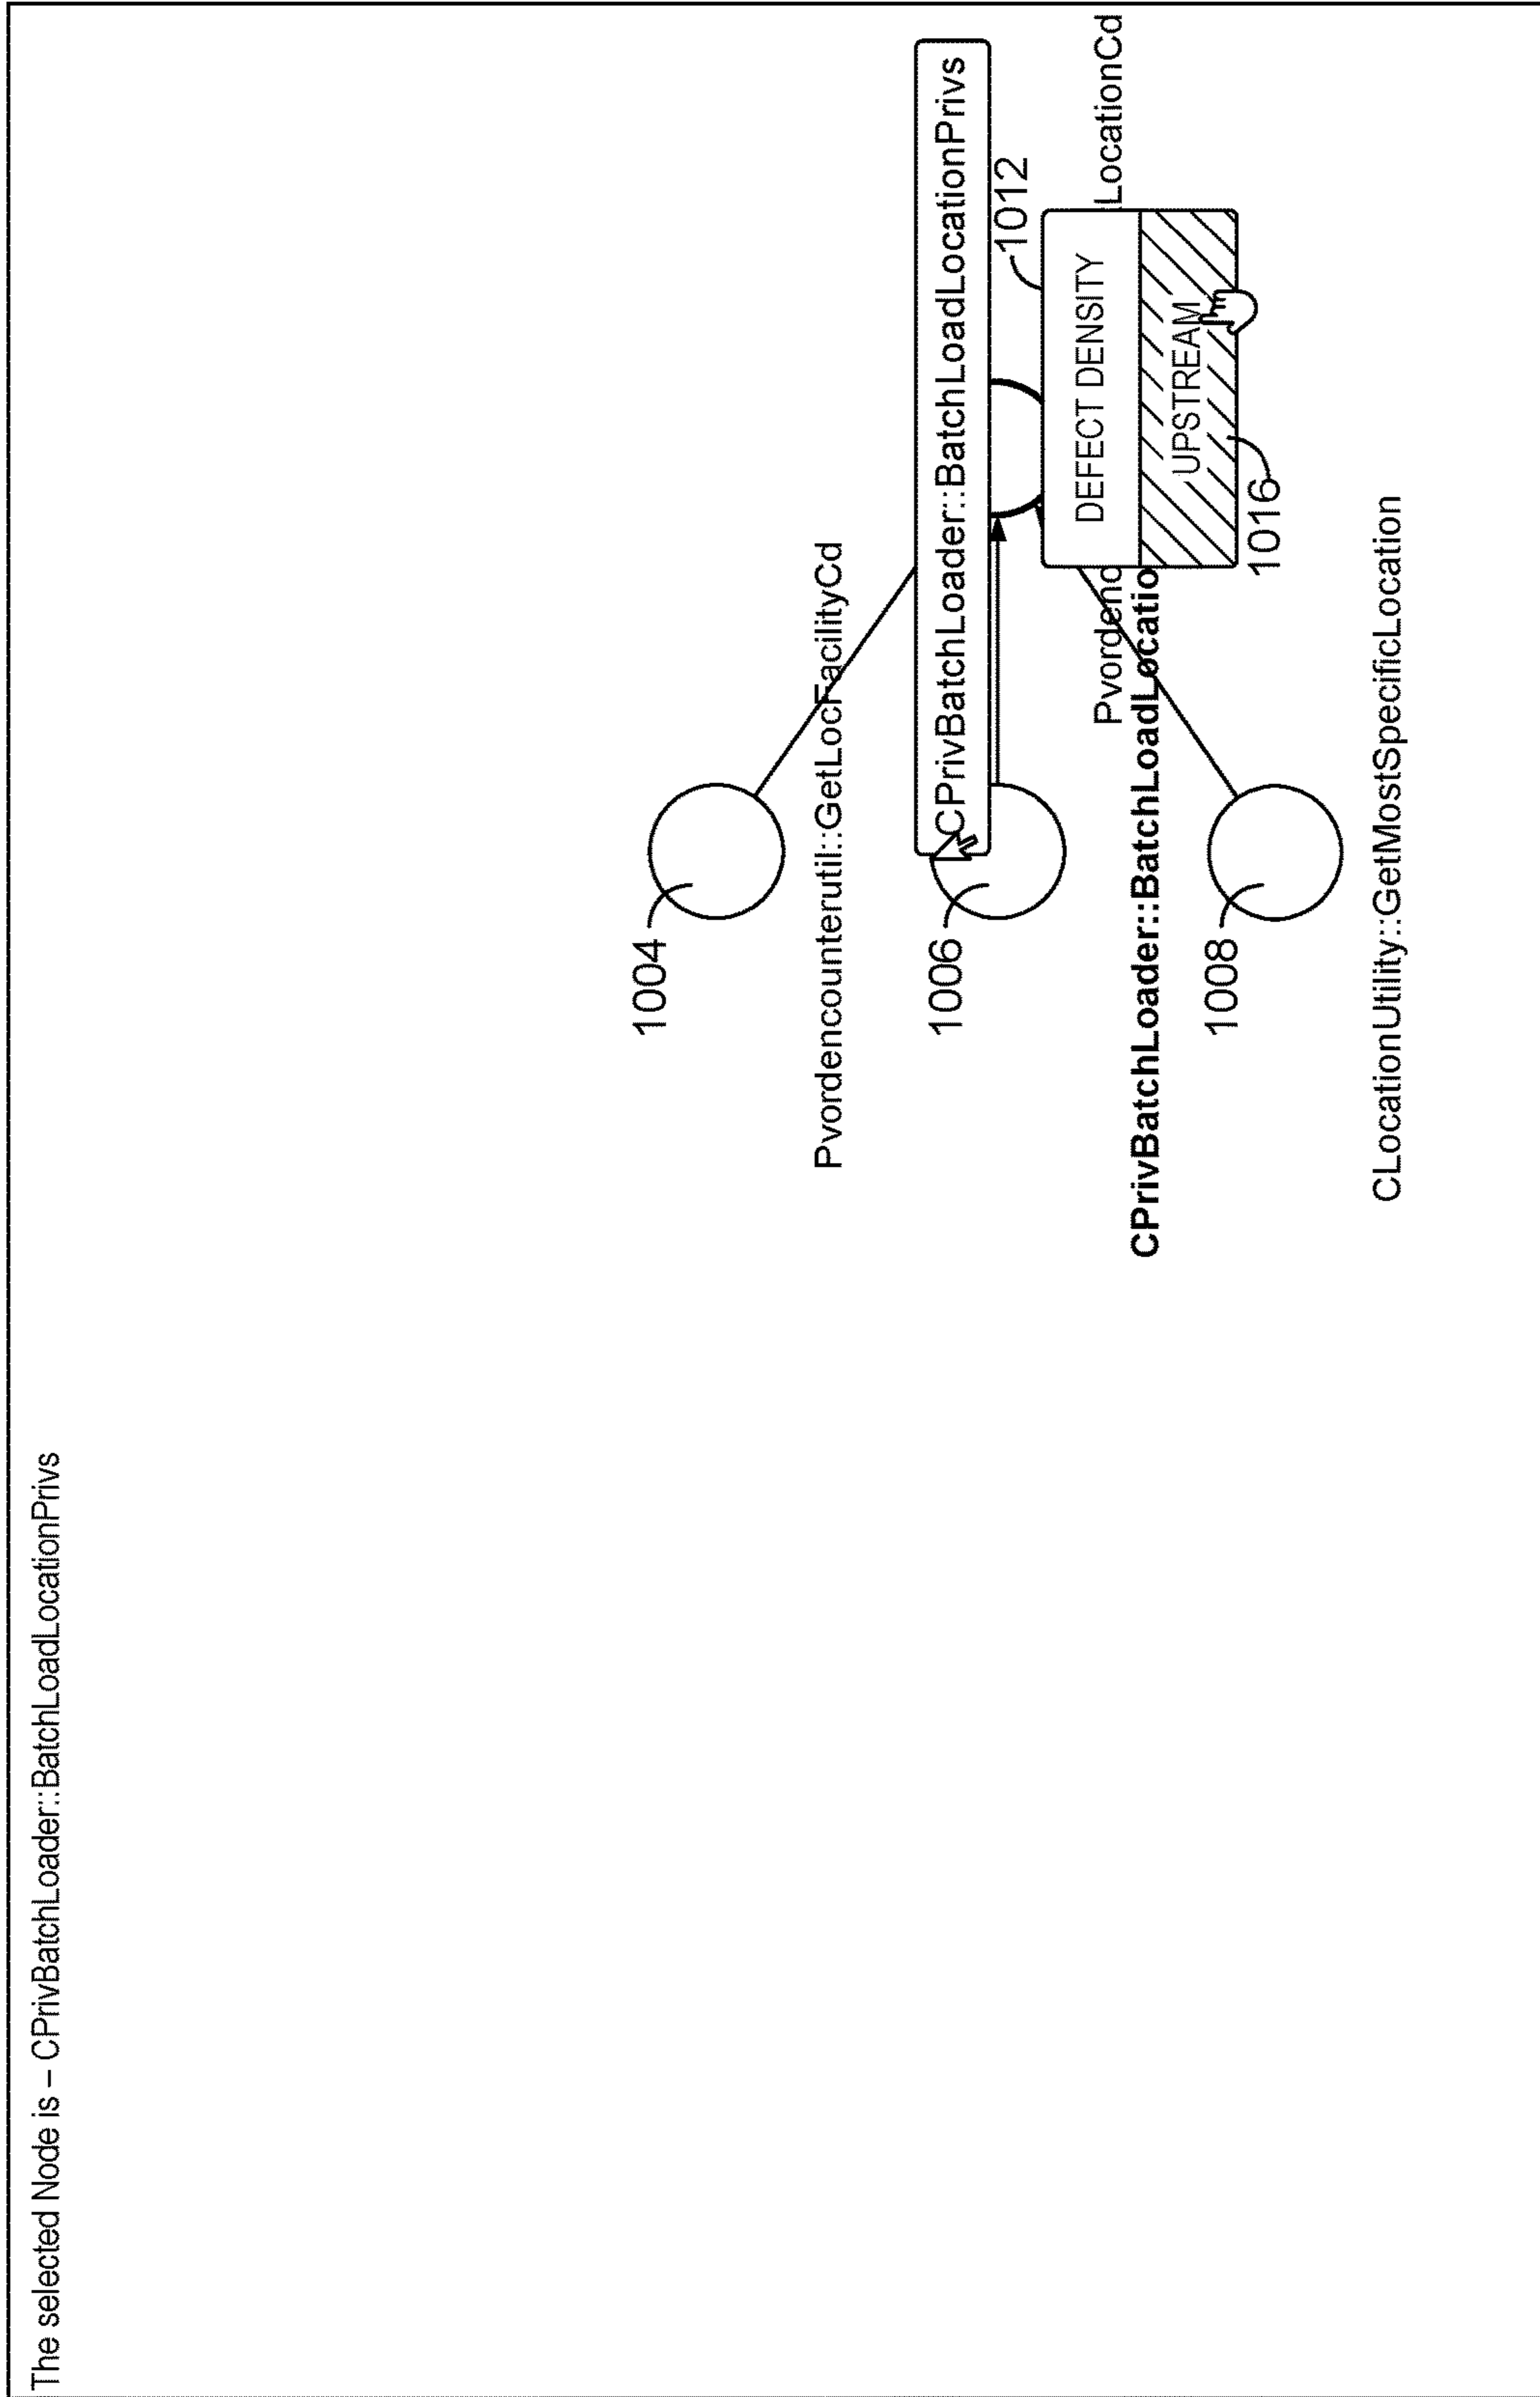 The selected Node is – CPrivBatchLoader::BatchLoadLocationPrivs
1004
Pvordencounterutil::GetLocFacilityCd
CPrivBatchLoader::BatchLoadLocationPrivs
1006
1012
DEFECT DENSITY
Pvordenc
LocationCd
CPrivBatchLoader::BatchLoadLocatio
UPSTREAM
1008
1016
CLocationUtility::GetMostSpecificLocation